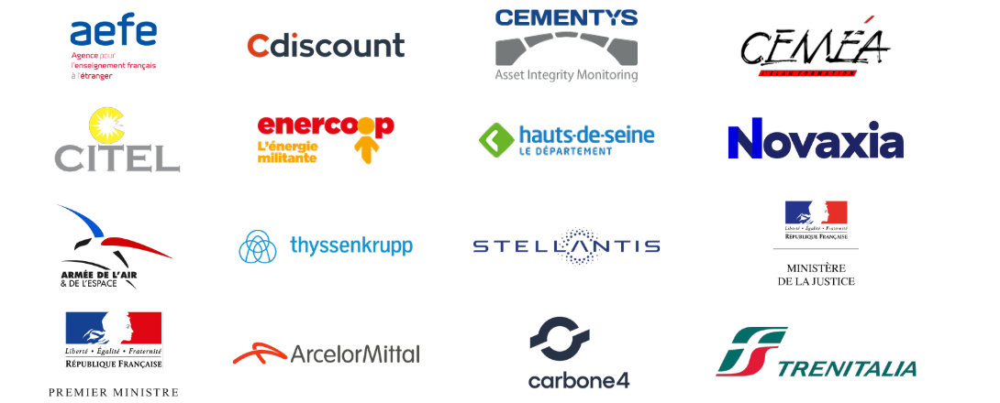 aefe
Agence pour
l'enseignement français
à l'étranger
Cdiscount
CEMENTYS
Asset Integrity Monitoring
CEMÉA
L'ELAN FORMATION
CITEL
enercoop
L'énergie
militante
hauts-de-seine
LE DÉPARTEMENT
Novaxia
ARMÉE DE L'AIR
& DE L'ESPACE
thyssenkrupp
STELLANTIS
Liberté • Égalité • Fraternité
RÉPUBLIQUE FRANÇAISE
MINISTÈRE
DE LA JUSTICE
Liberté • Égalité • Fraternité
RÉPUBLIQUE FRANÇAISE
PREMIER MINISTRE
ArcelorMittal
carbone4
TRENITALIA